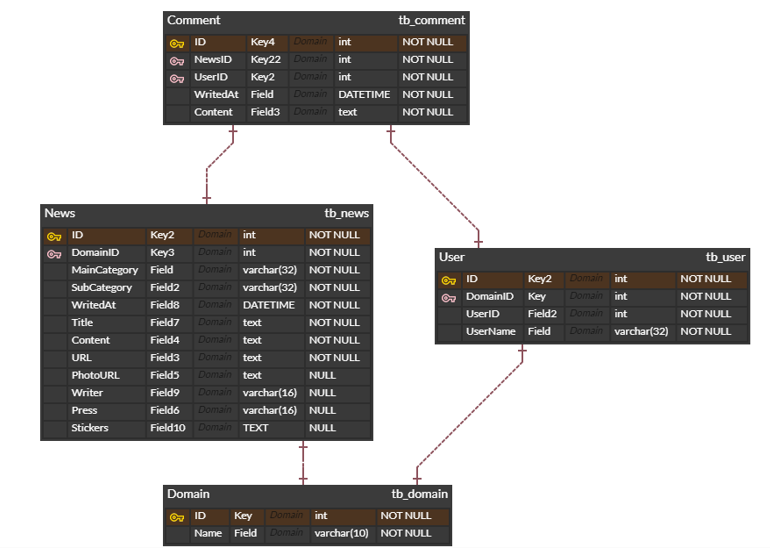 Comment tb_comment
ID Key4 Domain int NOT NULL
NewsID Key22 Domain int NOT NULL
UserID Key2 Domain int NOT NULL
WritedAt Field Domain DATETIME NOT NULL
Content Field3 Domain text NOT NULL
News tb_news
ID Key2 Domain int NOT NULL
DomainID Key3 Domain int NOT NULL
MainCategory Field Domain varchar(32) NOT NULL
SubCategory Field2 Domain varchar(32) NOT NULL
WritedAt Field8 Domain DATETIME NOT NULL
Title Field7 Domain text NOT NULL
Content Field4 Domain text NOT NULL
URL Field3 Domain text NOT NULL
PhotoURL Field5 Domain text NULL
Writer Field9 Domain varchar(16) NULL
Press Field6 Domain varchar(16) NULL
Stickers Field10 Domain TEXT NULL
User tb_user
ID Key2 Domain int NOT NULL
DomainID Key Domain int NOT NULL
UserID Field2 Domain int NOT NULL
UserName Field Domain varchar(32) NOT NULL
Domain tb_domain
ID Key Domain int NOT NULL
Name Field Domain varchar(10) NOT NULL